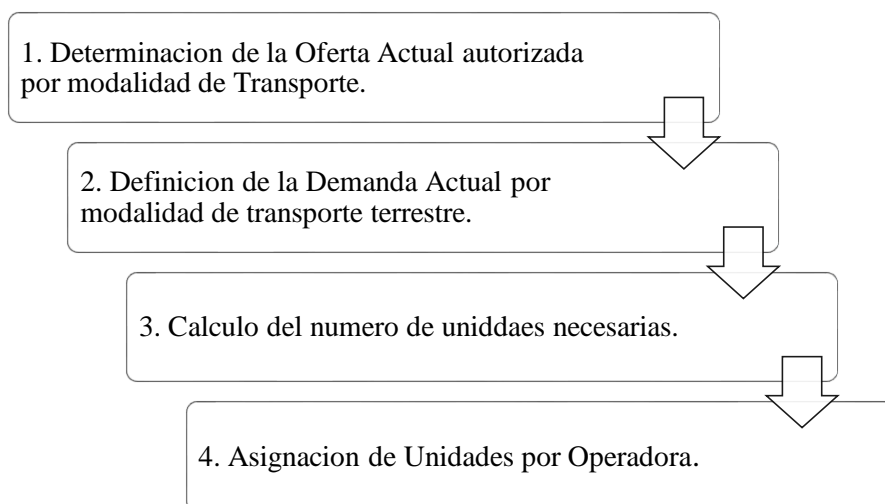 1. Determinacion de la Oferta Actual autorizada
por modalidad de Transporte.
2. Definicion de la Demanda Actual por
modalidad de transporte terrestre.
3. Calculo del numero de uniddaes necesarias.
4. Asignacion de Unidades por Operadora.